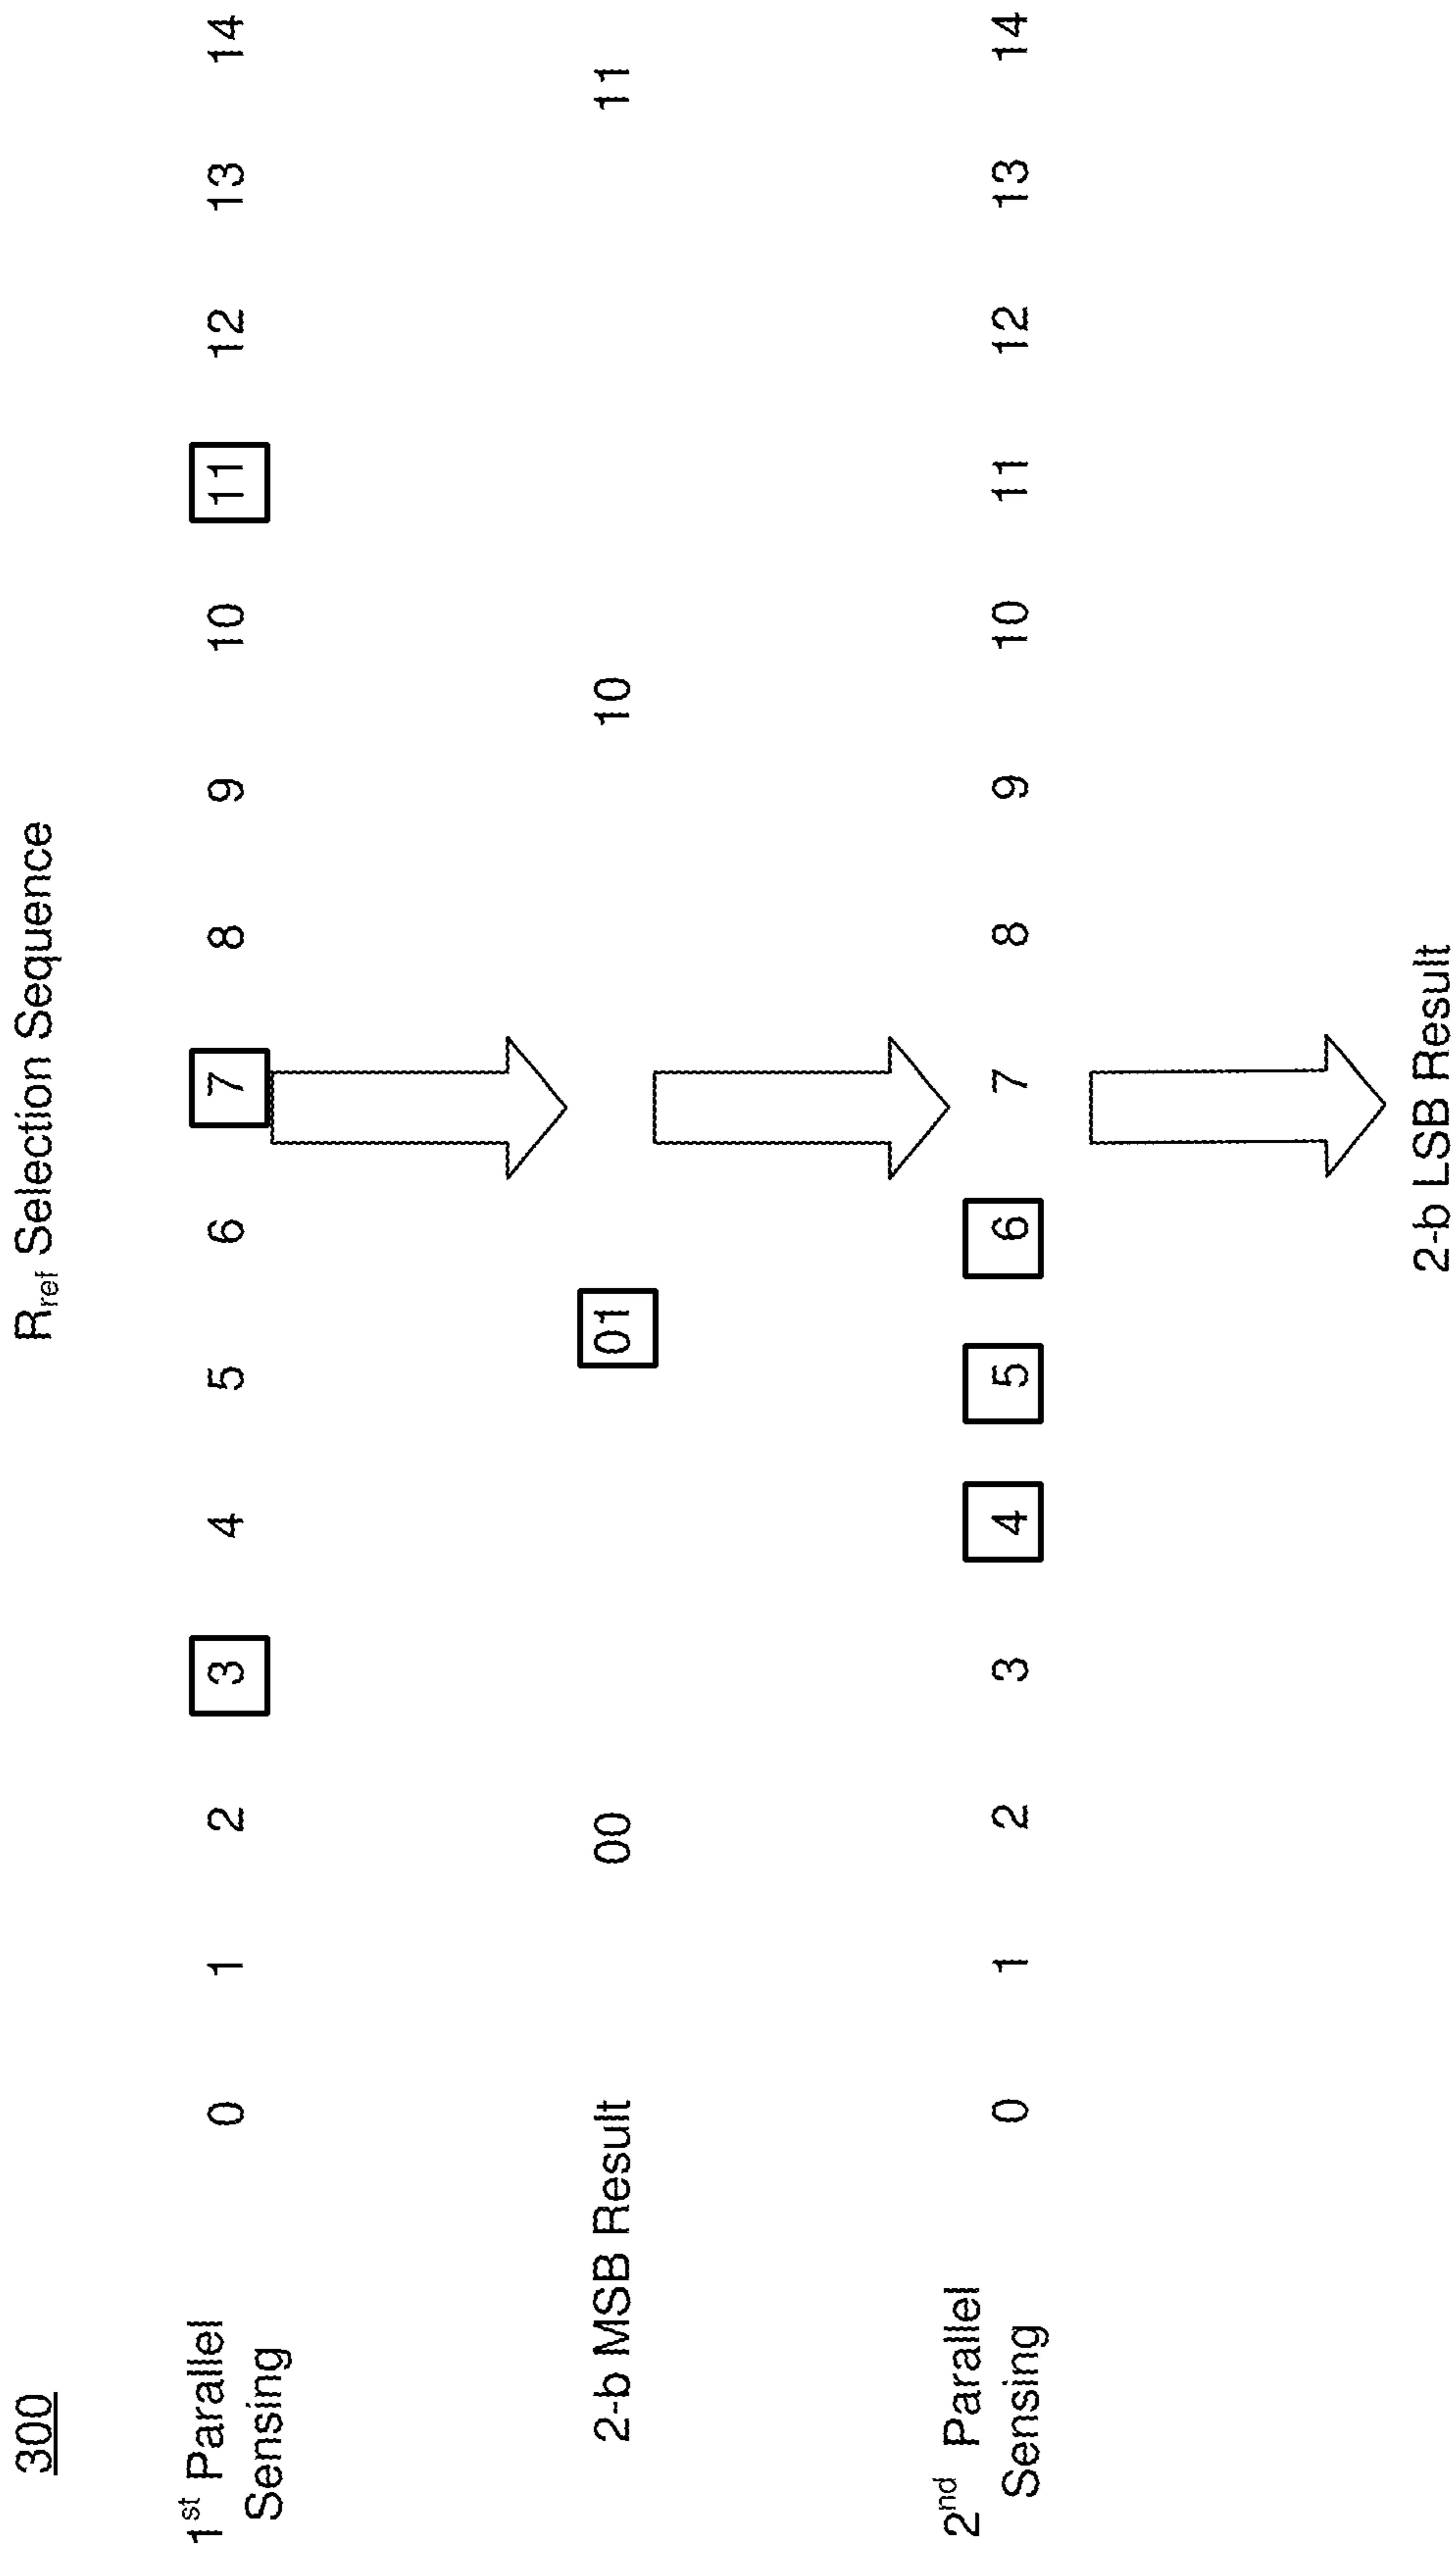 300
R_ref Selection Sequence
1st Parallel Sensing 0 1 2 3 4 5 6 7 8 9 10 11 12 13 14
2-b MSB Result 00 01 10 11
2nd Parallel Sensing 0 1 2 3 4 5 6 7 8 9 10 11 12 13 14
2-b LSB Result